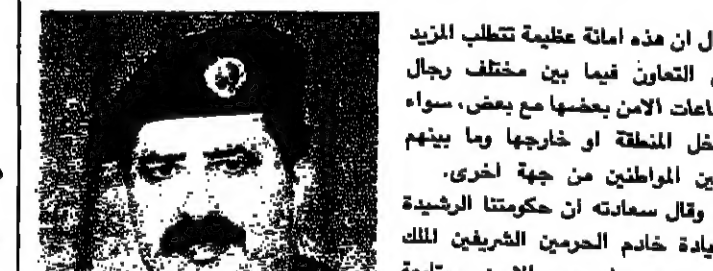 ل ان هذه امانة عظيمة تتطلب المزيد
التعاون فيما بين مختلف رجال
اعات الامن بعضها مع بعض، سواء
خل المنطقة او خارجها وما بينهم
ين المواطنين من جهة اخرى.
وقال سعادته ان حكومتنا الرشيدة
يادة خادم الحرمين الشريفين الملك